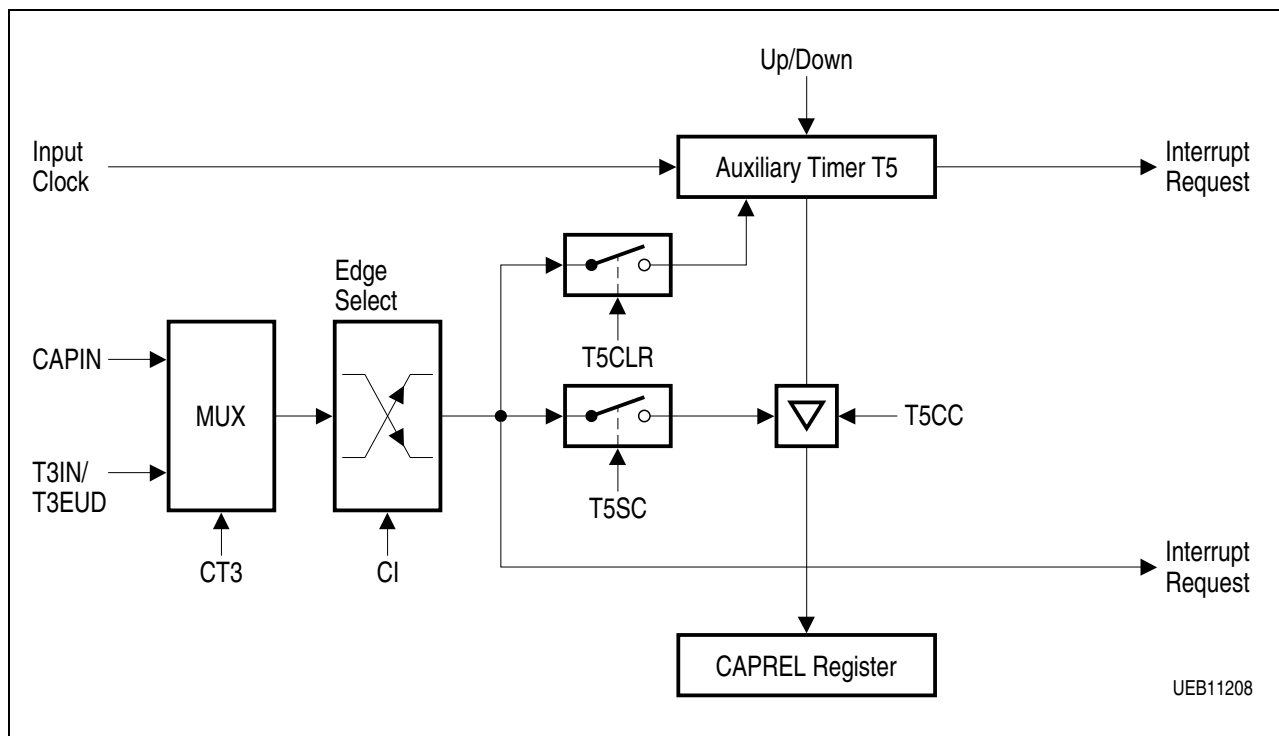 Up/Down
Input
Clock
Auxiliary Timer T5
Interrupt
Request
Edge
Select
T5CLR
CAPIN
MUX
T5CC
T3IN/
T3EUD
T5SC
CT3
CI
Interrupt
Request
CAPREL Register
UEB11208